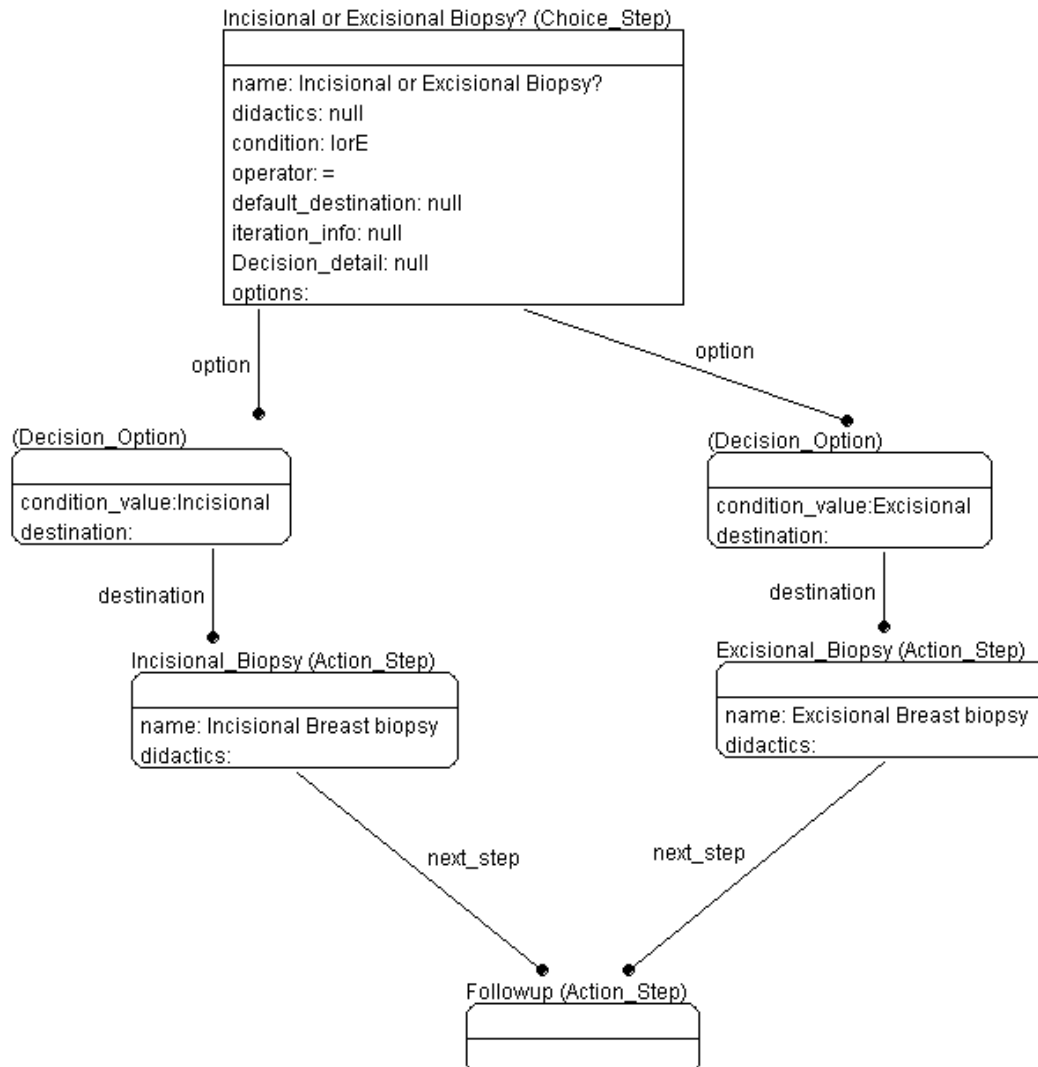 Incisional or Excisional Biopsy? (Choice_Step)
name: Incisional or Excisional Biopsy?
didactics: null
condition: IorE
operator: =
default_destination: null
iteration_info: null
Decision_detail: null
options:
option
option
(Decision_Option)
condition_value:Incisional
destination:
(Decision_Option)
condition_value:Excisional
destination:
destination
destination
Incisional_Biopsy (Action_Step)
name: Incisional Breast biopsy
didactics:
Excisional_Biopsy (Action_Step)
name: Excisional Breast biopsy
didactics:
next_step
next_step
Followup (Action_Step)